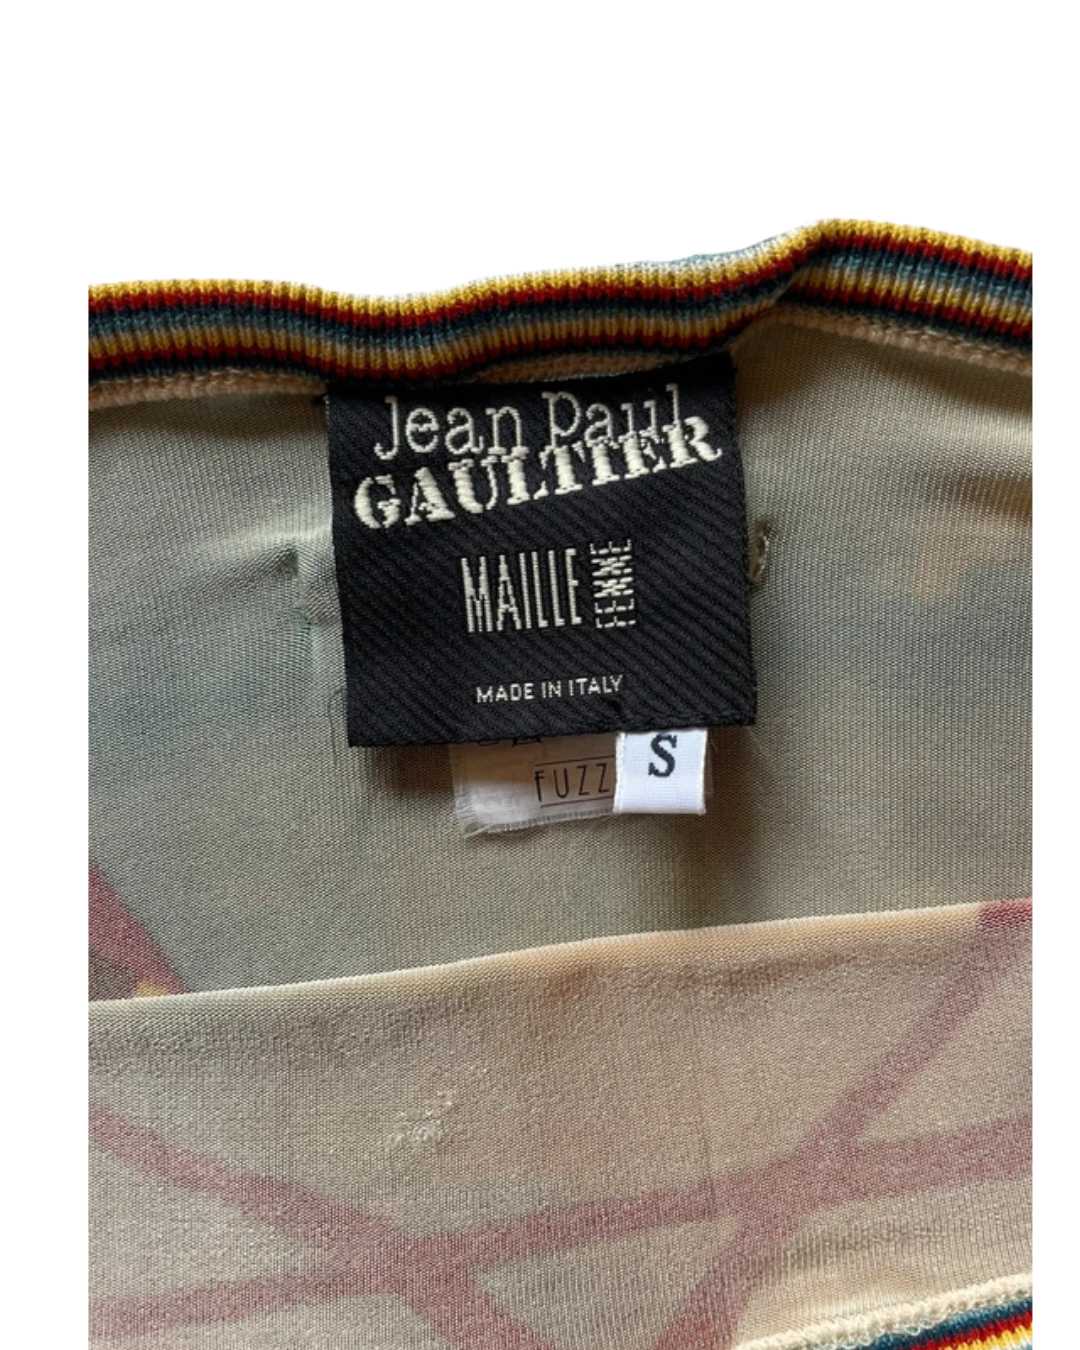 Jean Paul
GAULTIER
MAILLE FEMME
MADE IN ITALY
S
FUZZ